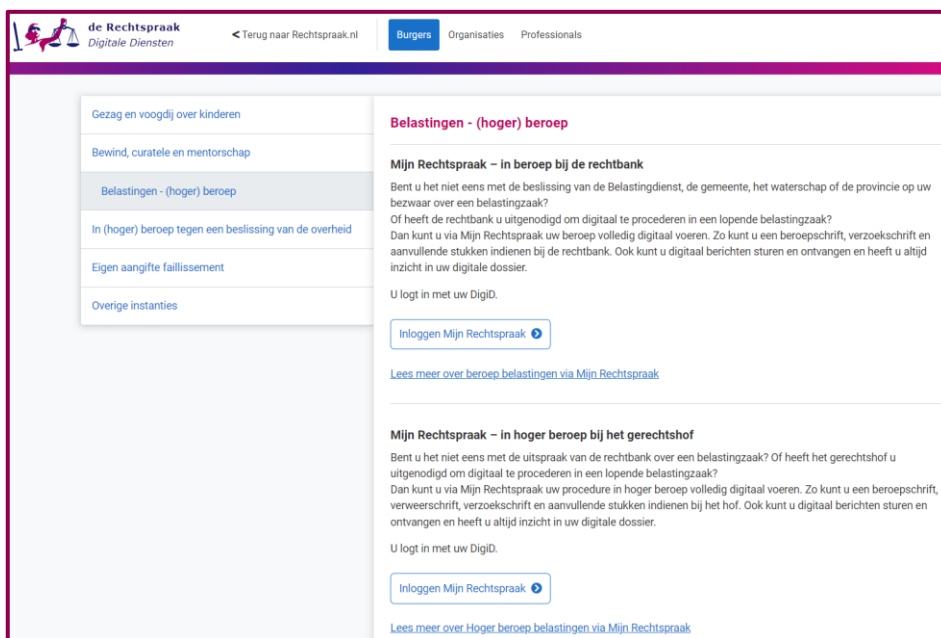 de Rechtspraak
Digitale Diensten
< Terug naar Rechtspraak.nl
Burgers
Organisaties
Professionals
Gezag en voogdij over kinderen
Bewind, curatele en mentorschap
Belastingen - (hoger) beroep
In (hoger) beroep tegen een beslissing van de overheid
Eigen aangifte faillissement
Overige instanties
Belastingen - (hoger) beroep
Mijn Rechtspraak – in beroep bij de rechtbank
Bent u het niet eens met de beslissing van de Belastingdienst, de gemeente, het waterschap of de provincie op uw
bezwaar over een belastingzaak?
Of heeft de rechtbank u uitgenodigd om digitaal te procederen in een lopende belastingzaak?
Dan kunt u via Mijn Rechtspraak uw beroep volledig digitaal voeren. Zo kunt u een beroepschrift, verzoekschrift en
aanvullende stukken indienen bij de rechtbank. Ook kunt u digitaal berichten sturen en ontvangen en heeft u altijd
inzicht in uw digitale dossier.
U logt in met uw DigiD.
Inloggen Mijn Rechtspraak
Lees meer over beroep belastingen via Mijn Rechtspraak
Mijn Rechtspraak – in hoger beroep bij het gerechtshof
Bent u het niet eens met de uitspraak van de rechtbank over een belastingzaak? Of heeft het gerechtshof u
uitgenodigd om digitaal te procederen in een lopende belastingzaak?
Dan kunt u via Mijn Rechtspraak uw procedure in hoger beroep volledig digitaal voeren. Zo kunt u een beroepschrift,
verweerschrift, verzoekschrift en aanvullende stukken indienen bij het hof. Ook kunt u digitaal berichten sturen en
ontvangen en heeft u altijd inzicht in uw digitale dossier.
U logt in met uw DigiD.
Inloggen Mijn Rechtspraak
Lees meer over Hoger beroep belastingen via Mijn Rechtspraak